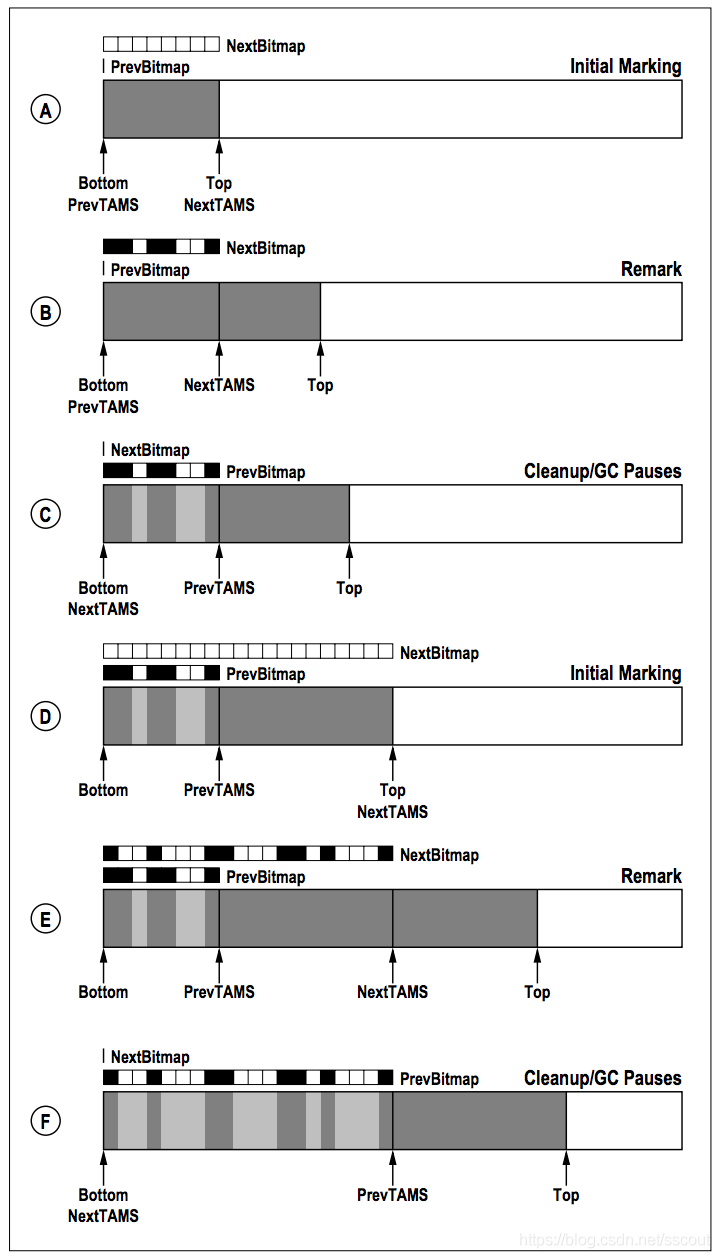 NextBitmap
PrevBitmap
Initial Marking
A
Bottom
PrevTAMS
Top
NextTAMS
NextBitmap
PrevBitmap
Remark
B
Bottom
PrevTAMS
NextTAMS
Top
NextBitmap
PrevBitmap
Cleanup/GC Pauses
C
Bottom
NextTAMS
PrevTAMS
Top
NextBitmap
PrevBitmap
Initial Marking
D
Bottom
PrevTAMS
Top
NextTAMS
NextBitmap
PrevBitmap
Remark
E
Bottom
PrevTAMS
NextTAMS
Top
NextBitmap
PrevBitmap
Cleanup/GC Pauses
F
Bottom
NextTAMS
PrevTAMS
Top
https://blog.csdn.net/sscout